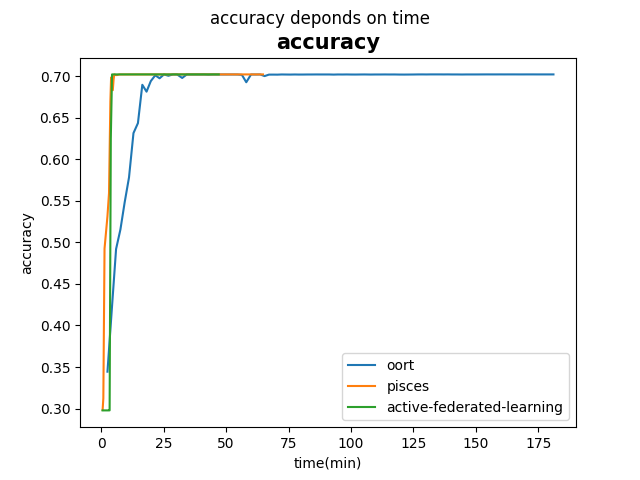 accuracy deponds on time
accuracy
0.70
0.65
0.60
0.55
0.50
0.45
0.40
0.35
0.30
accuracy
oort
pisces
active-federated-learning
0 25 50 75 100 125 150 175
time(min)